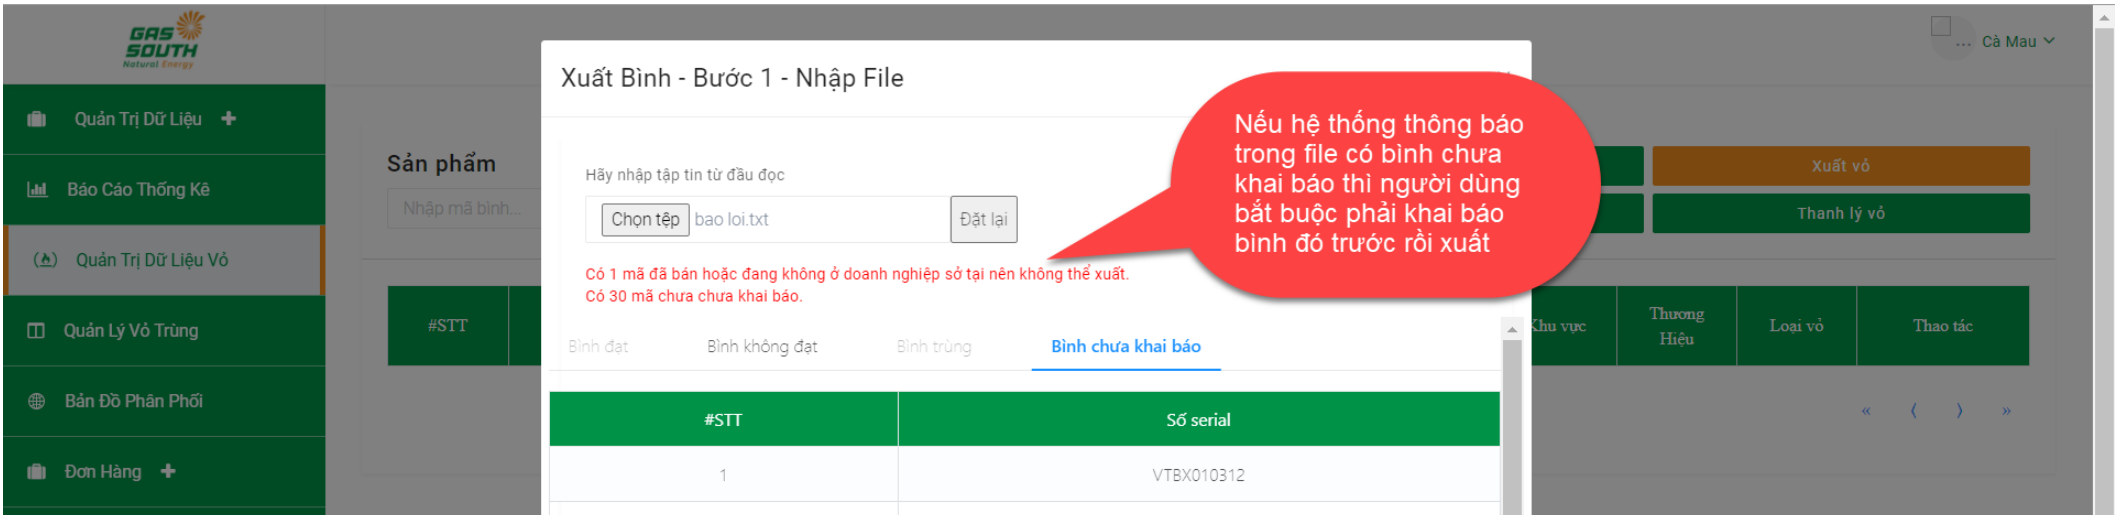 GAS
SOUTH
Natural Energy
... Cà Mau
Quản Trị Dữ Liệu
Báo Cáo Thống Kê
Quản Trị Dữ Liệu Vỏ
Quản Lý Vỏ Trùng
Bản Đồ Phân Phối
Đơn Hàng
Sản phẩm
Nhập mã bình...
Xuất vỏ
Thanh lý vỏ
#STT
Khu vực
Thương
Hiệu
Loại vỏ
Thao tác
« ⟨ ⟩ »
Xuất Bình - Bước 1 - Nhập File
Hãy nhập tập tin từ đầu đọc
Chọn tệp bao loi.txt Đặt lại
Có 1 mã đã bán hoặc đang không ở doanh nghiệp sở tại nên không thể xuất.
Có 30 mã chưa chưa khai báo.
Bình đạt Bình không đạt Bình trùng Bình chưa khai báo
#STT Số serial
1 VTBX010312
Nếu hệ thống thông báo
trong file có bình chưa
khai báo thì người dùng
bắt buộc phải khai báo
bình đó trước rồi xuất